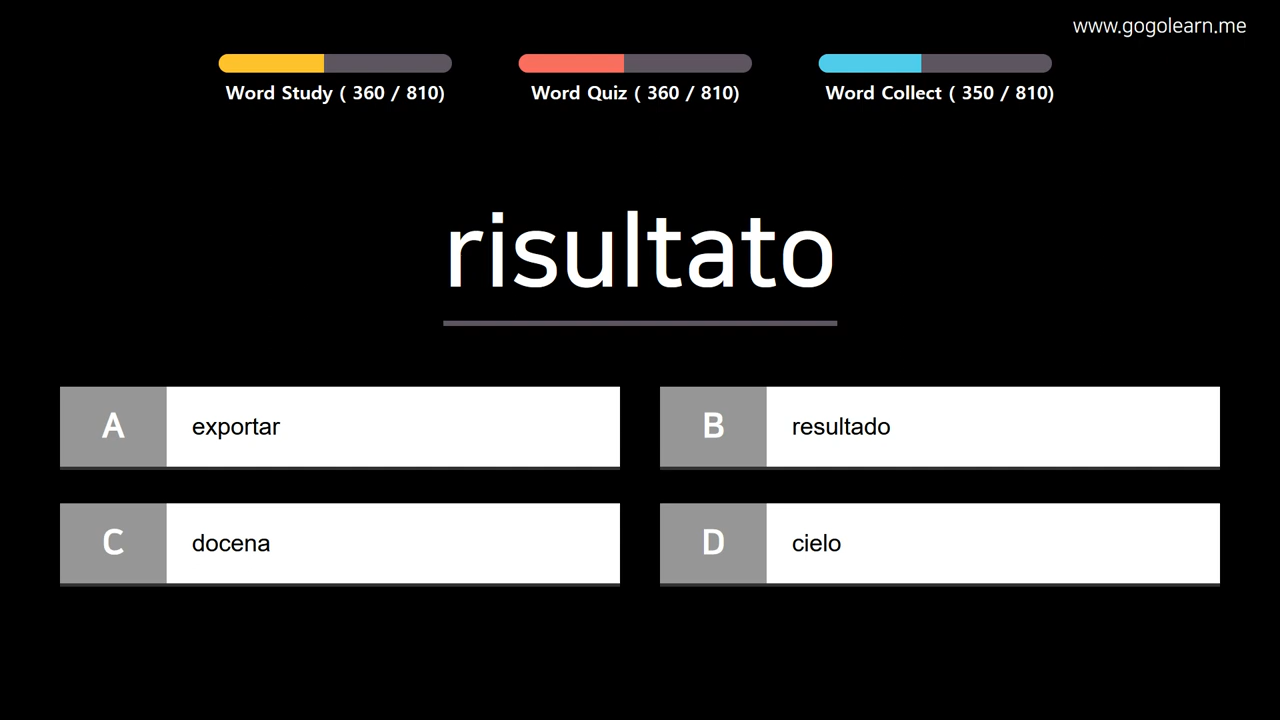 www.gogolearn.me
Word Study ( 360 / 810)
Word Quiz ( 360 / 810)
Word Collect ( 350 / 810)
risultato
A exportar
B resultado
C docena
D cielo